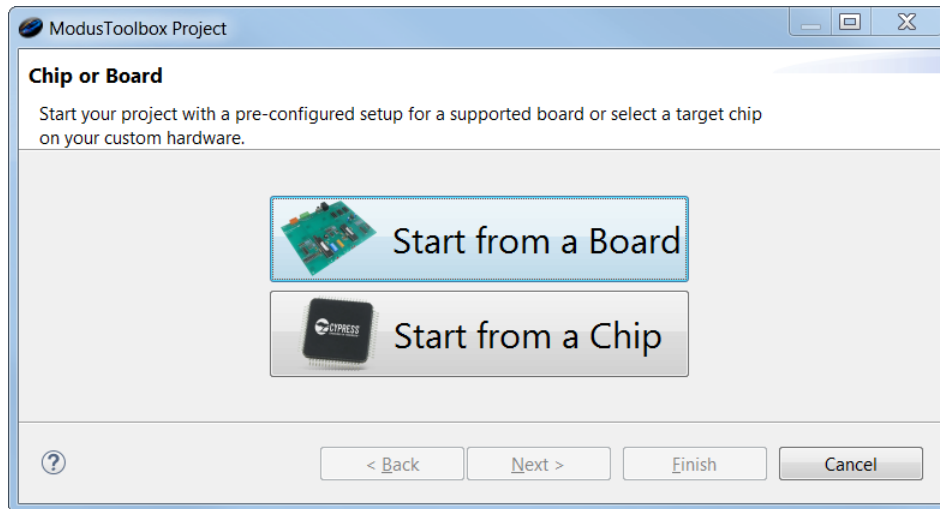 ModusToolbox Project
Chip or Board
Start your project with a pre-configured setup for a supported board or select a target chip
on your custom hardware.
Start from a Board
CYPRESS
Start from a Chip
?
< Back
Next >
Finish
Cancel